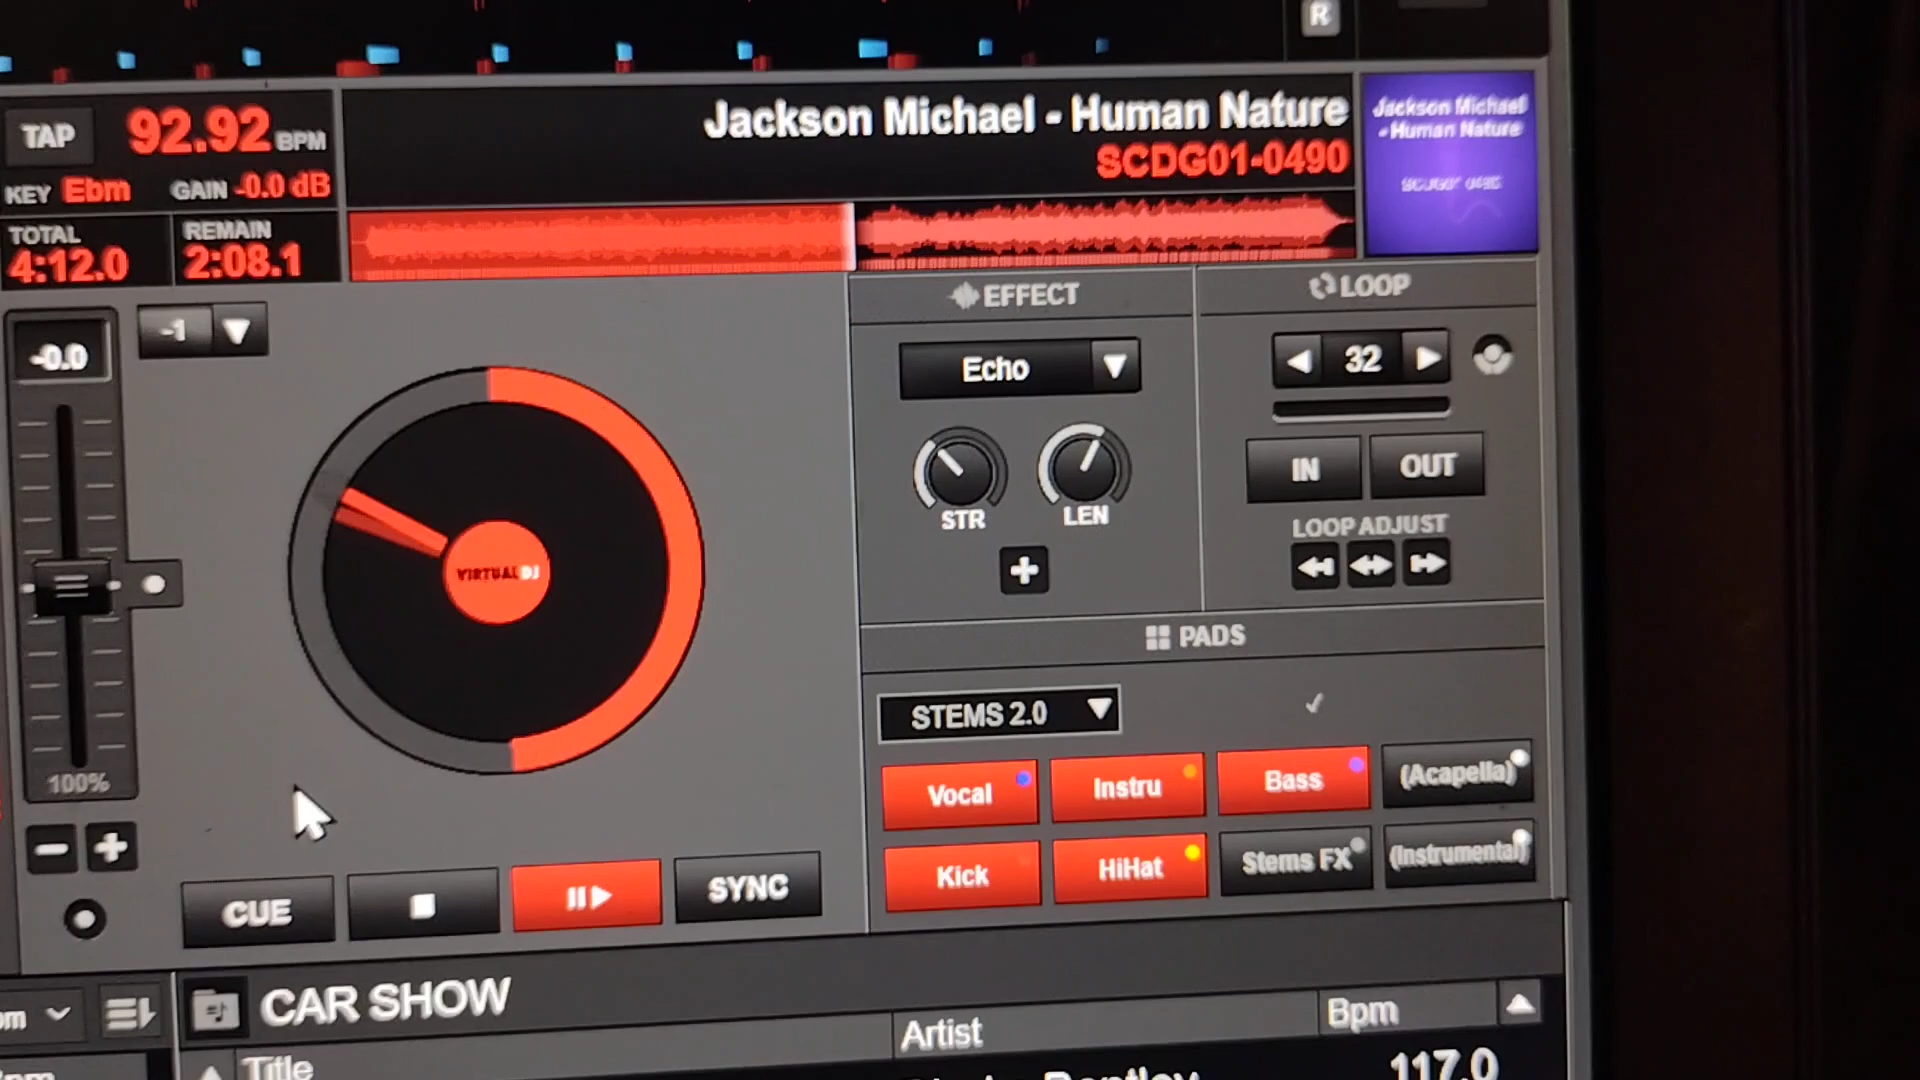 R
TAP 92.92 BPM
KEY Ebm GAIN -0.0 dB
TOTAL 4:12.0
REMAIN 2:08.1
Jackson Michael - Human Nature
SCDG01-0490
Jackson Michael
- Human Nature
-0.0
-1
100%
VIRTUAL DJ
EFFECT
Echo
STR LEN
LOOP
32
IN OUT
LOOP ADJUST
PADS
STEMS 2.0
Vocal Instru Bass (Acapella)
Kick HiHat Stems FX (Instrumental)
CUE SYNC
CAR SHOW
Title Artist Bpm
117.0